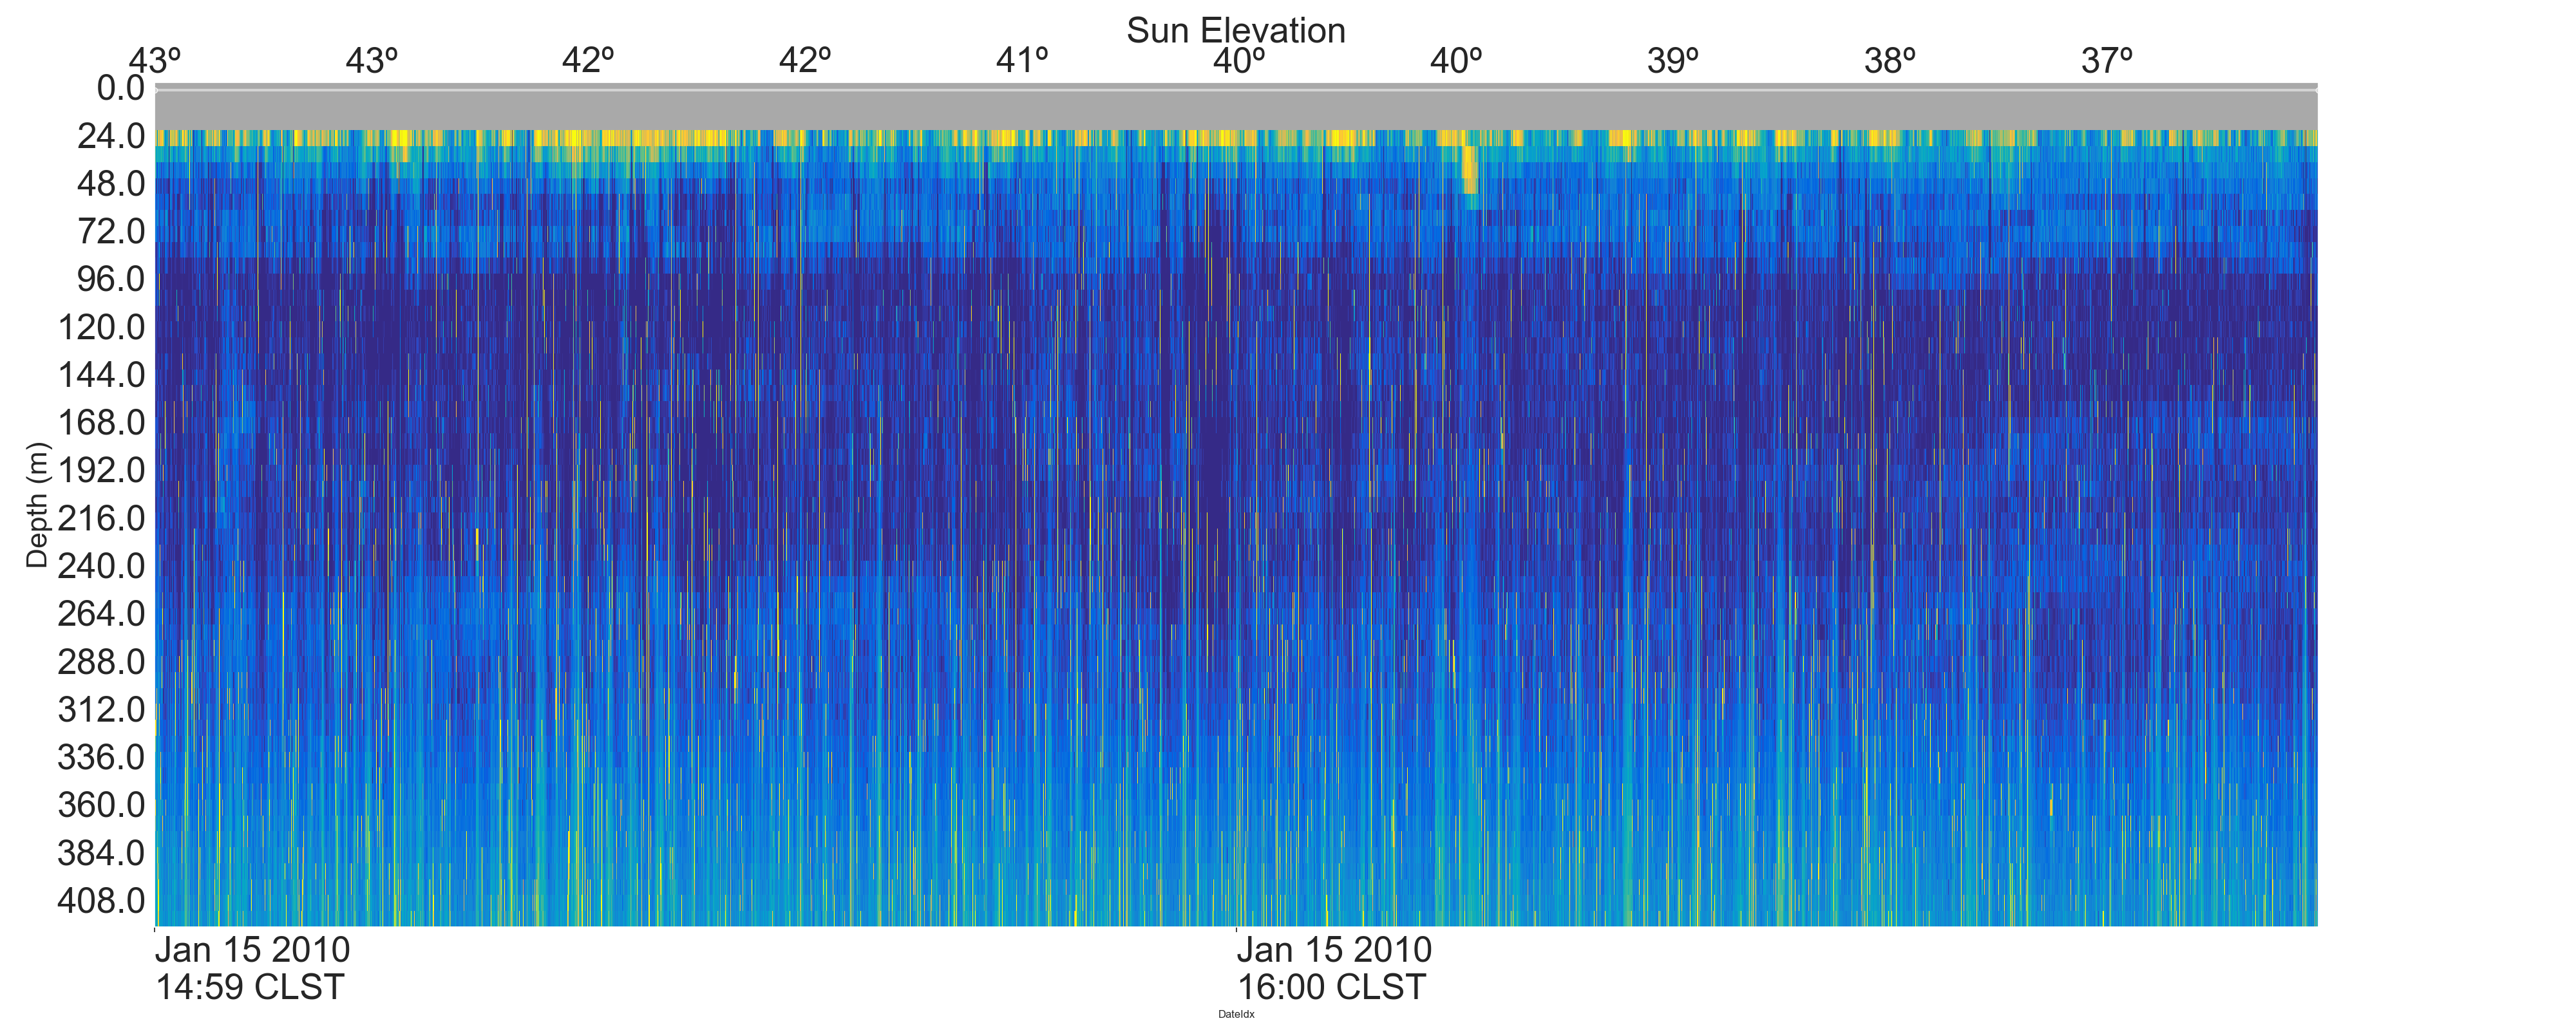 Sun Elevation
43º 43º 42º 42º 41º 40º 40º 39º 38º 37º
0.0
24.0
48.0
72.0
96.0
120.0
144.0
168.0
192.0
216.0
240.0
264.0
288.0
312.0
336.0
360.0
384.0
408.0
Depth (m)
Jan 15 2010
14:59 CLST
Jan 15 2010
16:00 CLST
DateIdx